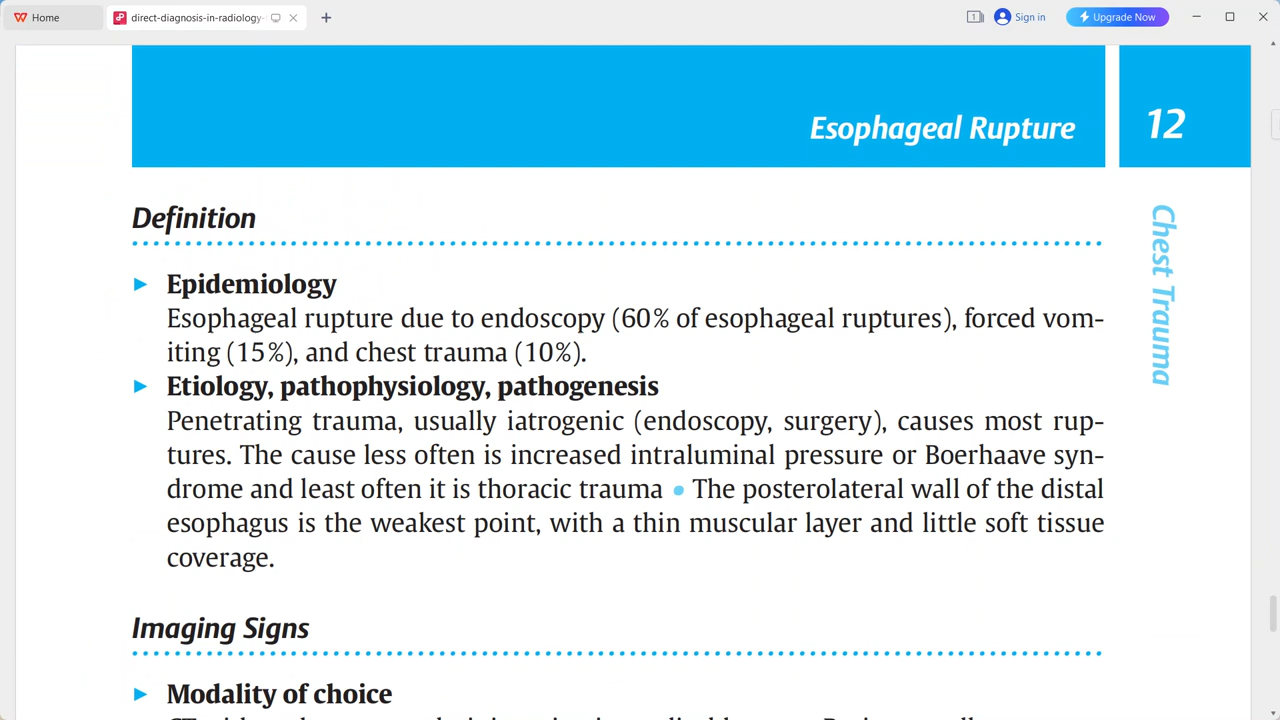 Home
direct-diagnosis-in-radiology-
1
Sign in
Upgrade Now
Esophageal Rupture
12
Chest Trauma
Definition
Epidemiology
Esophageal rupture due to endoscopy (60% of esophageal ruptures), forced vom-
iting (15%), and chest trauma (10%).
Etiology, pathophysiology, pathogenesis
Penetrating trauma, usually iatrogenic (endoscopy, surgery), causes most rup-
tures. The cause less often is increased intraluminal pressure or Boerhaave syn-
drome and least often it is thoracic trauma • The posterolateral wall of the distal
esophagus is the weakest point, with a thin muscular layer and little soft tissue
coverage.
Imaging Signs
Modality of choice